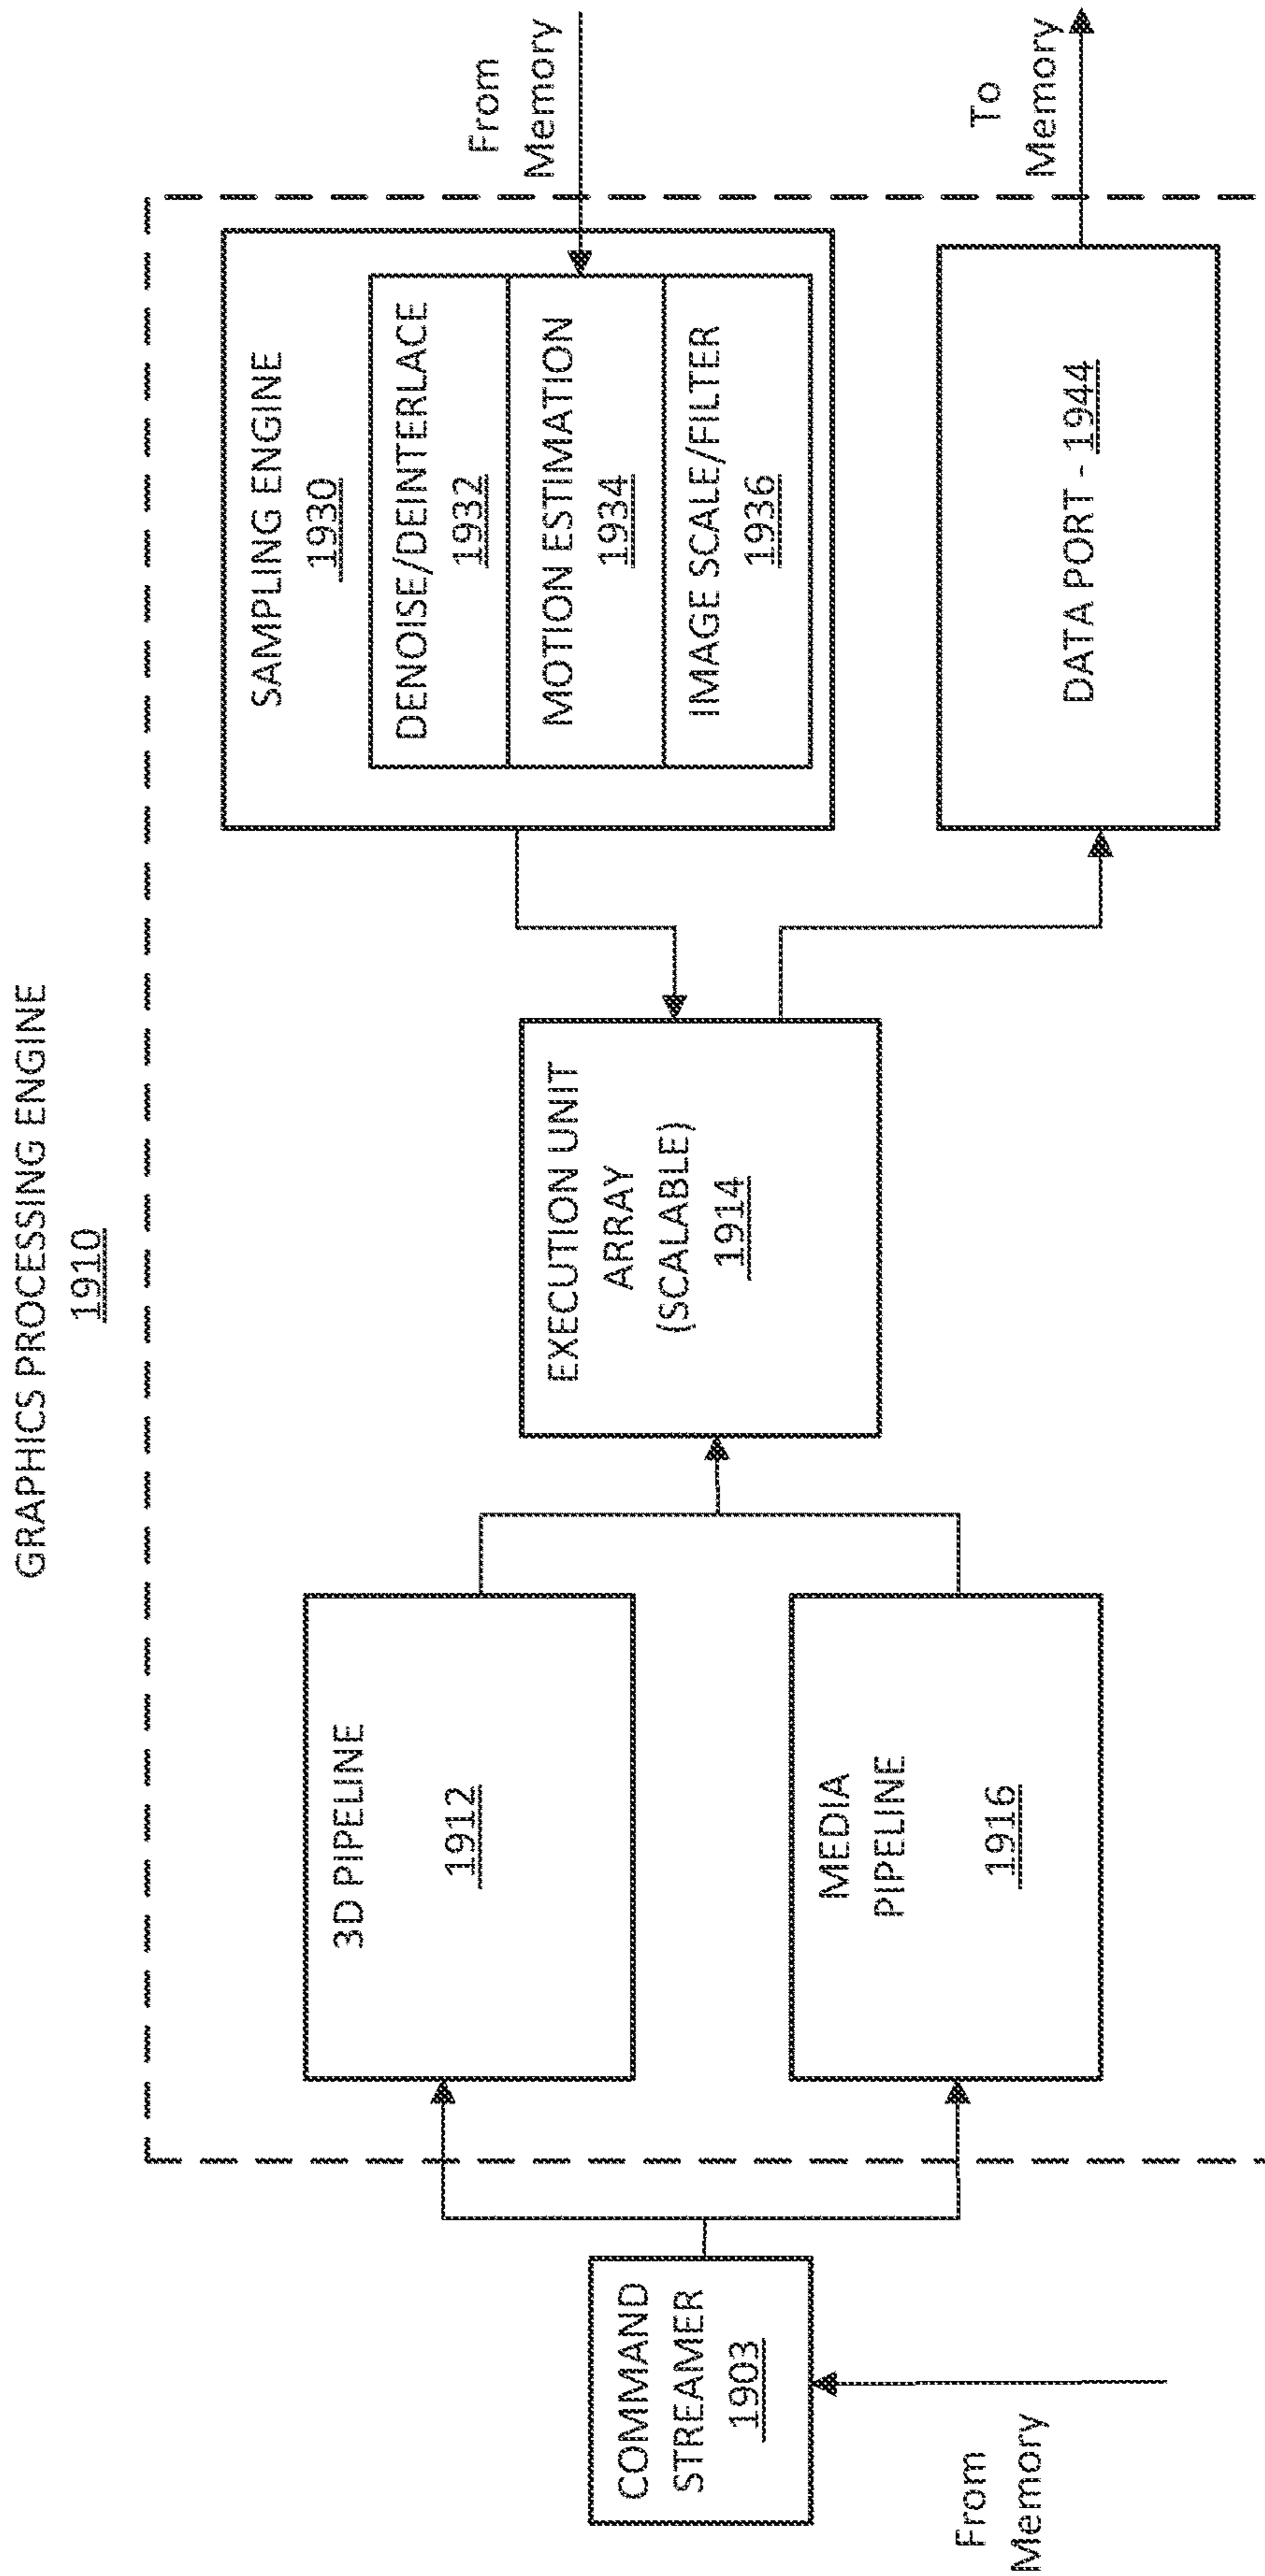 GRAPHICS PROCESSING ENGINE
1910
COMMAND
STREAMER
1903
From
Memory
3D PIPELINE
1912
MEDIA
PIPELINE
1916
EXECUTION UNIT
ARRAY
(SCALABLE)
1914
SAMPLING ENGINE
1930
DENOISE/DEINTERLACE
1932
MOTION ESTIMATION
1934
IMAGE SCALE/FILTER
1936
DATA PORT - 1944
From
Memory
To
Memory